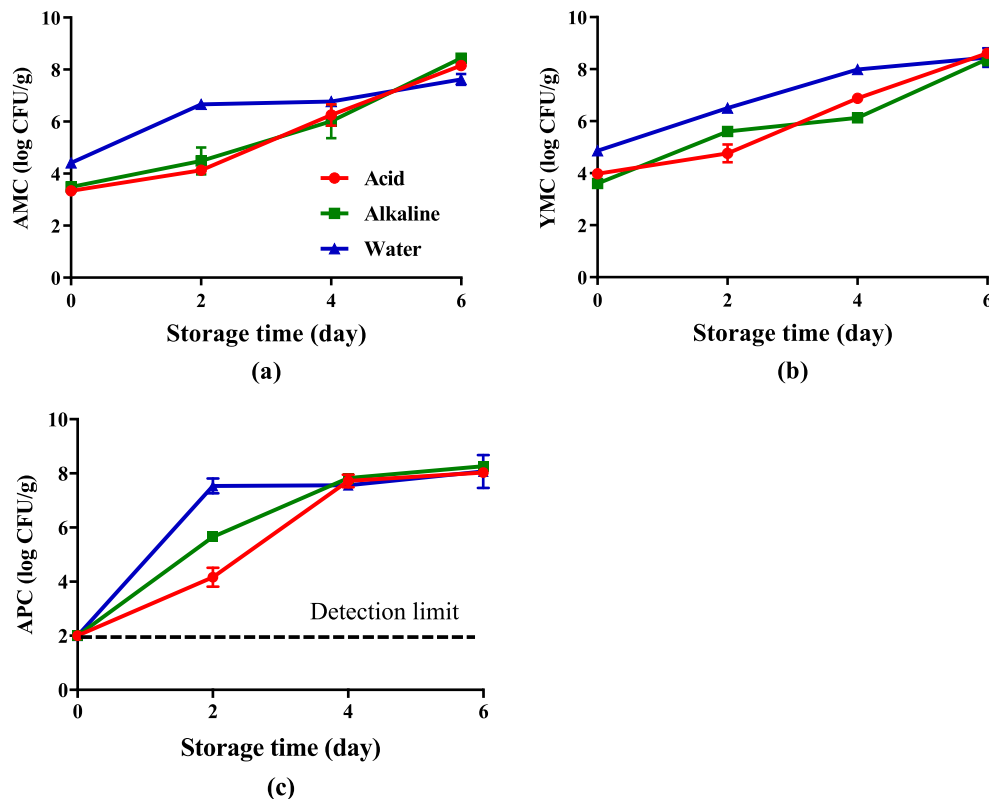 10
8
6
4
2
0
AMC (log CFU/g)
Acid
Alkaline
Water
0 2 4 6
Storage time (day)
(a)
10
8
6
4
2
0
YMC (log CFU/g)
0 2 4 6
Storage time (day)
(b)
10
8
6
4
2
0
APC (log CFU/g)
Detection limit
0 2 4 6
Storage time (day)
(c)